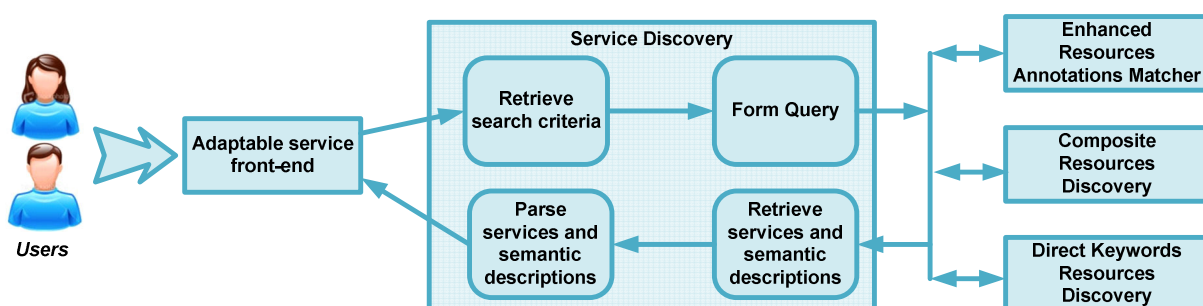 Users
Adaptable service
front-end
Service Discovery
Retrieve
search criteria
Form Query
Parse
services and
semantic
descriptions
Retrieve
services and
semantic
descriptions
Enhanced
Resources
Annotations Matcher
Composite
Resources
Discovery
Direct Keywords
Resources
Discovery